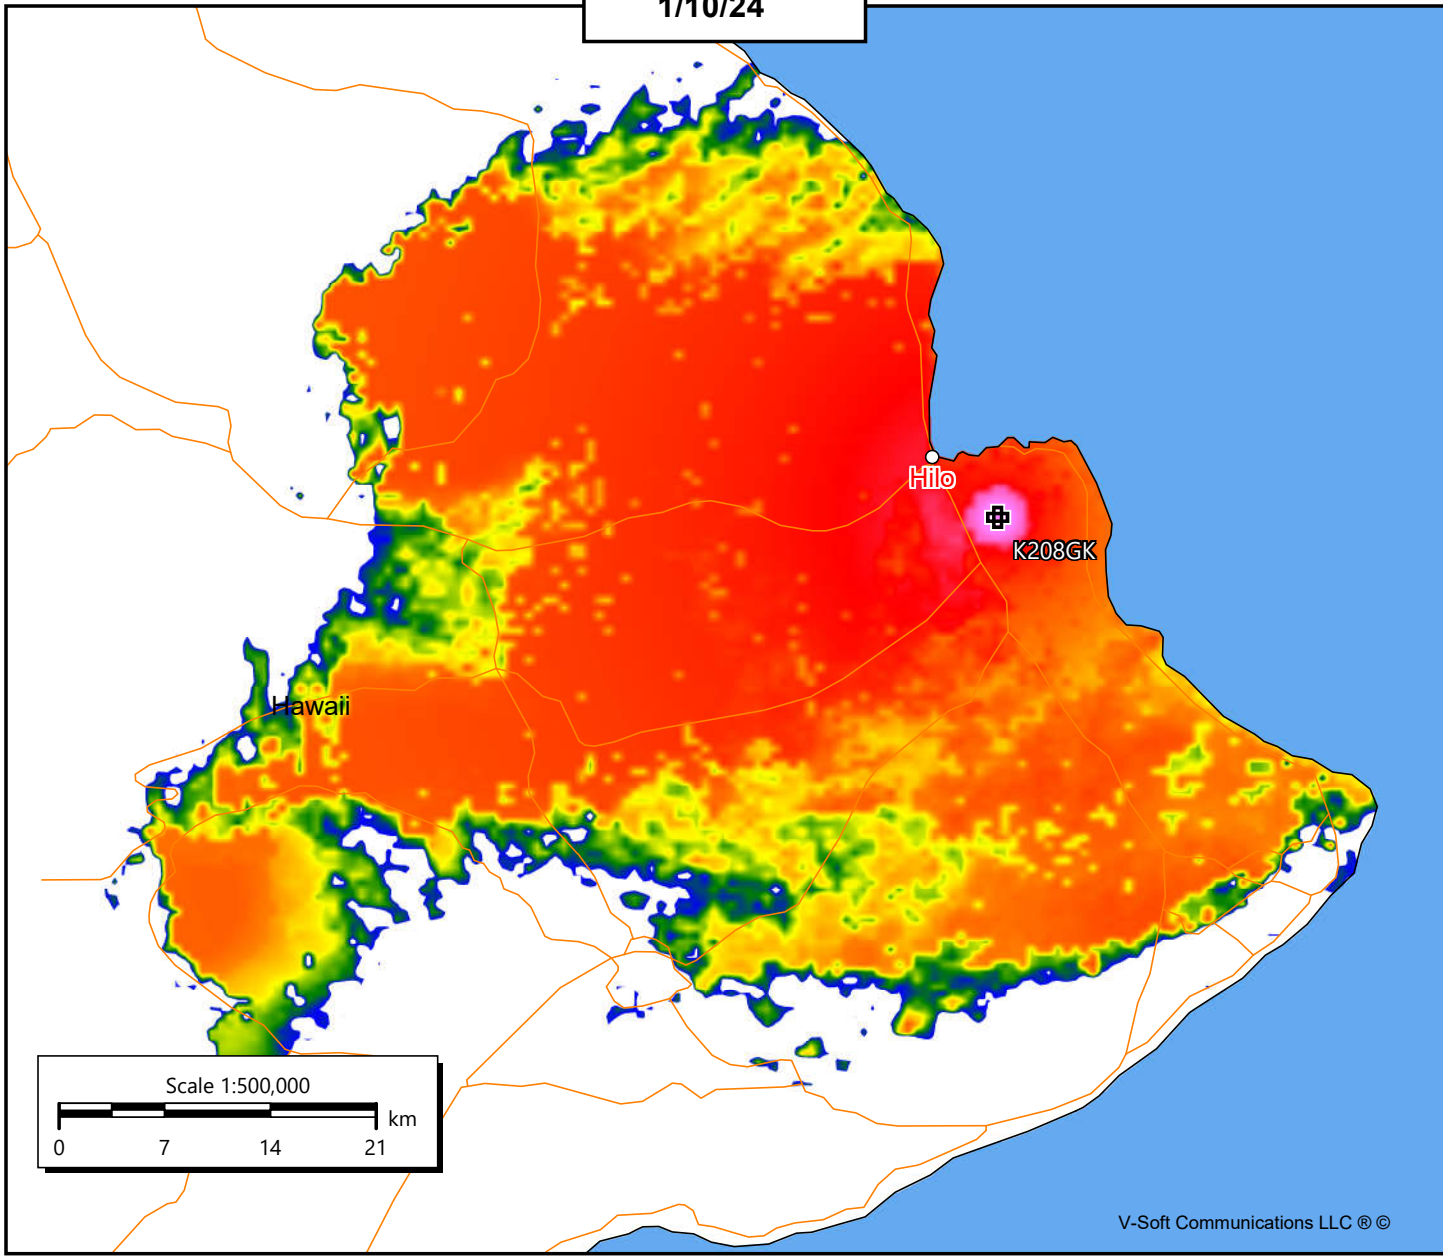 1/10/24
Hilo
K208GK
Hawaii
Scale 1:500,000
km
0 7 14 21
V-Soft Communications LLC ® ©